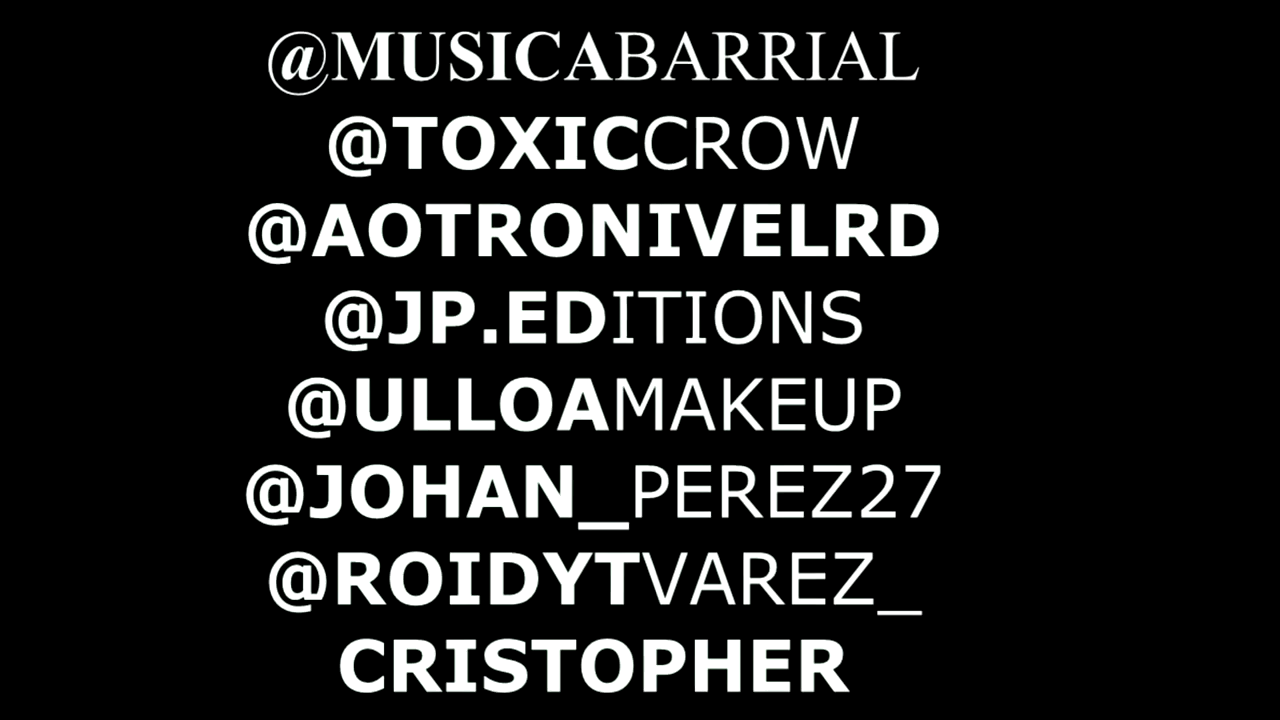 @MUSICABARRIAL
@TOXICCROW
@AOTRONIVELRD
@JP.EDITIONS
@ULLOAMAKEUP
@JOHAN_PEREZ27
@ROIDYTVAREZ_
CRISTOPHER